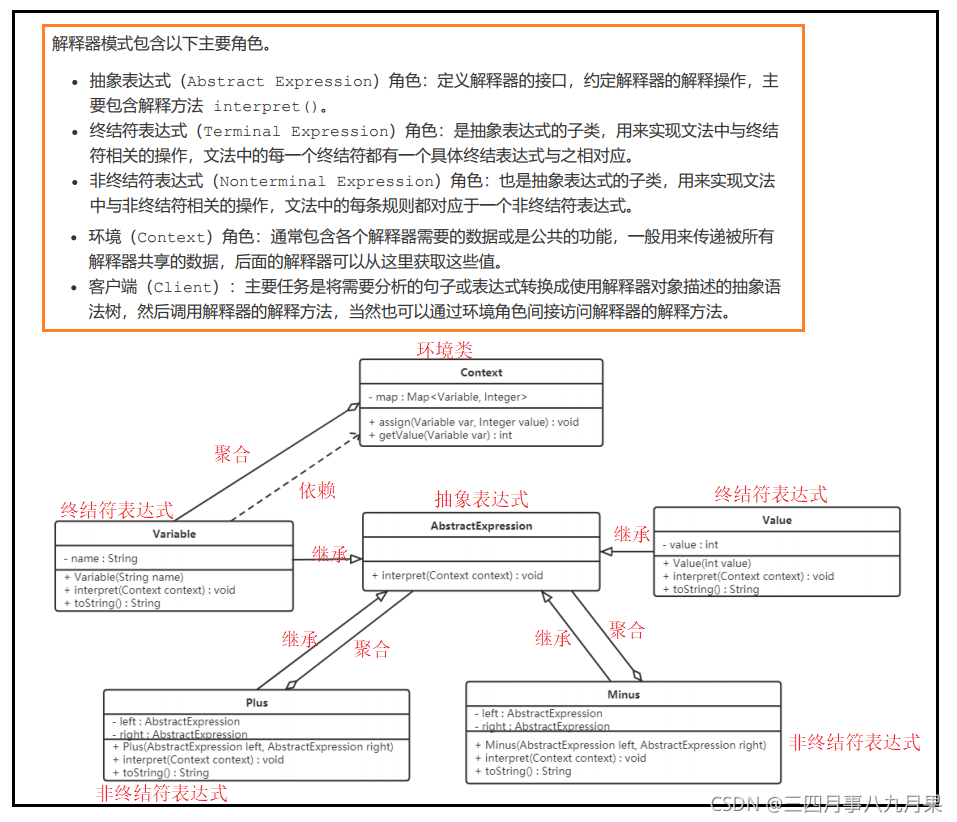 解释器模式包含以下主要角色。
• 抽象表达式（Abstract Expression）角色：定义解释器的接口，约定解释器的解释操作，主
要包含解释方法 interpret()。
• 终结符表达式（Terminal Expression）角色：是抽象表达式的子类，用来实现文法中与终结
符相关的操作，文法中的每一个终结符都有一个具体终结表达式与之相对应。
• 非终结符表达式（Nonterminal Expression）角色：也是抽象表达式的子类，用来实现文法
中与非终结符相关的操作，文法中的每条规则都对应于一个非终结符表达式。
• 环境（Context）角色：通常包含各个解释器需要的数据或是公共的功能，一般用来传递被所有
解释器共享的数据，后面的解释器可以从这里获取这些值。
• 客户端（Client）：主要任务是将需要分析的句子或表达式转换成使用解释器对象描述的抽象语
法树，然后调用解释器的解释方法，当然也可以通过环境角色间接访问解释器的解释方法。
环境类
Context
- map : Map<Variable, Integer>
+ assign(Variable var, Integer value) : void
+ getValue(Variable var) : int
聚合
依赖
终结符表达式
Variable
- name : String
+ Variable(String name)
+ interpret(Context context) : void
+ toString() : String
继承
抽象表达式
AbstractExpression
+ interpret(Context context) : void
继承
终结符表达式
Value
- value : int
+ Value(int value)
+ interpret(Context context) : void
+ toString() : String
继承
聚合
继承
聚合
Plus
- left : AbstractExpression
- right : AbstractExpression
+ Plus(AbstractExpression left, AbstractExpression right)
+ interpret(Context context) : void
+ toString() : String
非终结符表达式
Minus
- left : AbstractExpression
- right : AbstractExpression
+ Minus(AbstractExpression left, AbstractExpression right)
+ interpret(Context context) : void
+ toString() : String
非终结符表达式
CSDN @三四月事八九月果